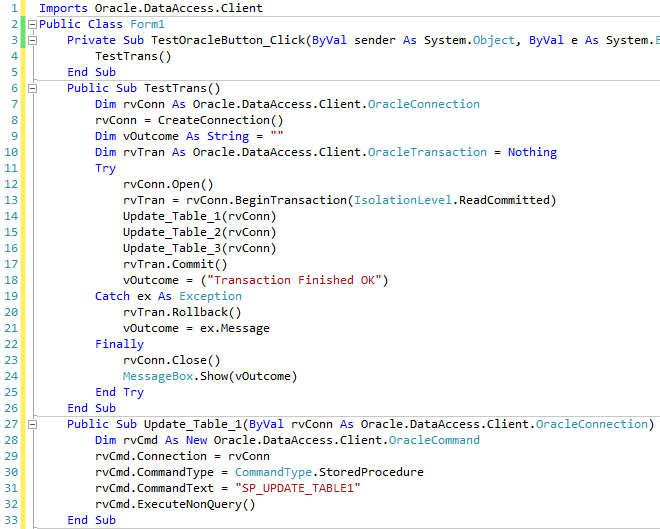 1 Imports Oracle.DataAccess.Client
2 Public Class Form1
3 Private Sub TestOracleButton_Click(ByVal sender As System.Object, ByVal e As System.E
4 TestTrans()
5 End Sub
6 Public Sub TestTrans()
7 Dim rvConn As Oracle.DataAccess.Client.OracleConnection
8 rvConn = CreateConnection()
9 Dim vOutcome As String = ""
10 Dim rvTran As Oracle.DataAccess.Client.OracleTransaction = Nothing
11 Try
12 rvConn.Open()
13 rvTran = rvConn.BeginTransaction(IsolationLevel.ReadCommitted)
14 Update_Table_1(rvConn)
15 Update_Table_2(rvConn)
16 Update_Table_3(rvConn)
17 rvTran.Commit()
18 vOutcome = ("Transaction Finished OK")
19 Catch ex As Exception
20 rvTran.Rollback()
21 vOutcome = ex.Message
22 Finally
23 rvConn.Close()
24 MessageBox.Show(vOutcome)
25 End Try
26 End Sub
27 Public Sub Update_Table_1(ByVal rvConn As Oracle.DataAccess.Client.OracleConnection)
28 Dim rvCmd As New Oracle.DataAccess.Client.OracleCommand
29 rvCmd.Connection = rvConn
30 rvCmd.CommandType = CommandType.StoredProcedure
31 rvCmd.CommandText = "SP_UPDATE_TABLE1"
32 rvCmd.ExecuteNonQuery()
33 End Sub